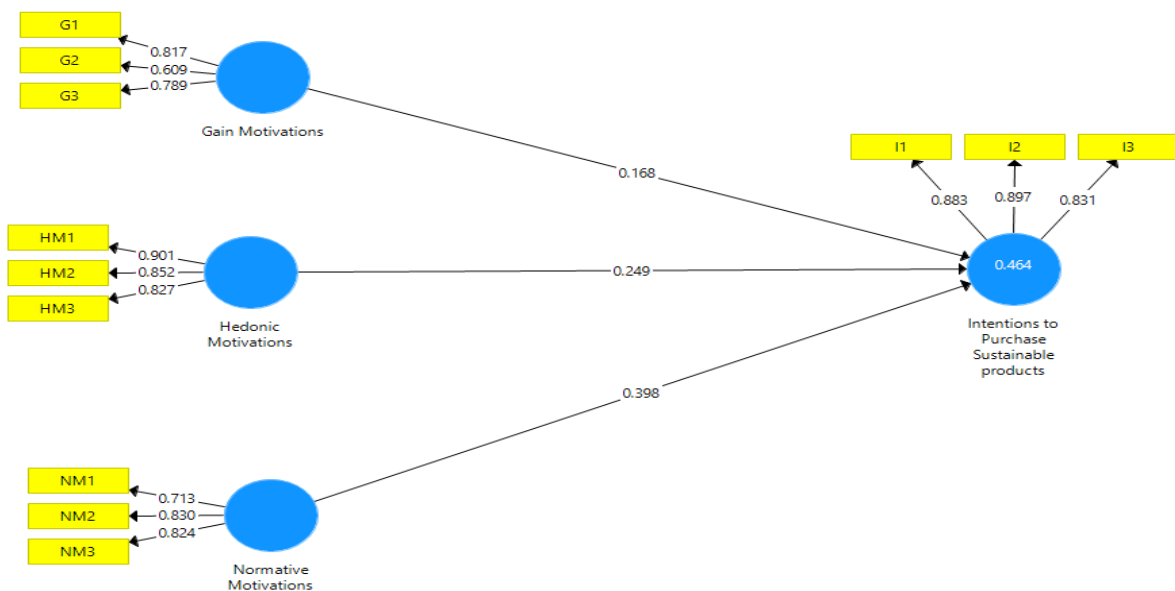 G1
G2
G3
0.817
0.609
0.789
Gain Motivations
0.168
I1
I2
I3
0.883
0.897
0.831
HM1
HM2
HM3
0.901
0.852
0.827
Hedonic
Motivations
0.249
0.464
Intentions to
Purchase
Sustainable
products
0.398
NM1
NM2
NM3
0.713
0.830
0.824
Normative
Motivations